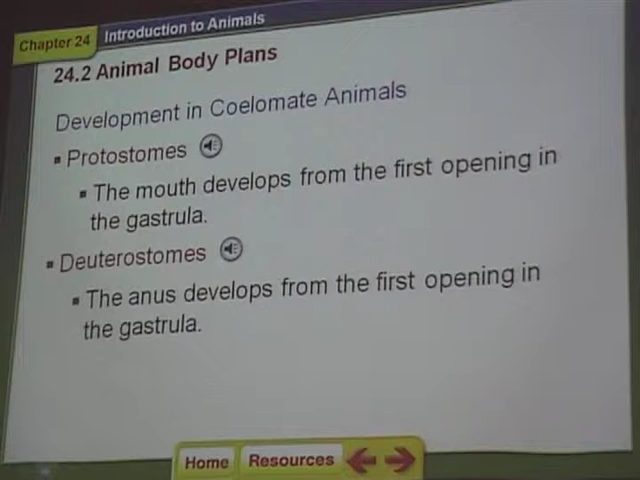 Chapter 24
Introduction to Animals
24.2 Animal Body Plans
Development in Coelomate Animals
▪ Protostomes
▪ The mouth develops from the first opening in
the gastrula.
▪ Deuterostomes
▪ The anus develops from the first opening in
the gastrula.
Home
Resources